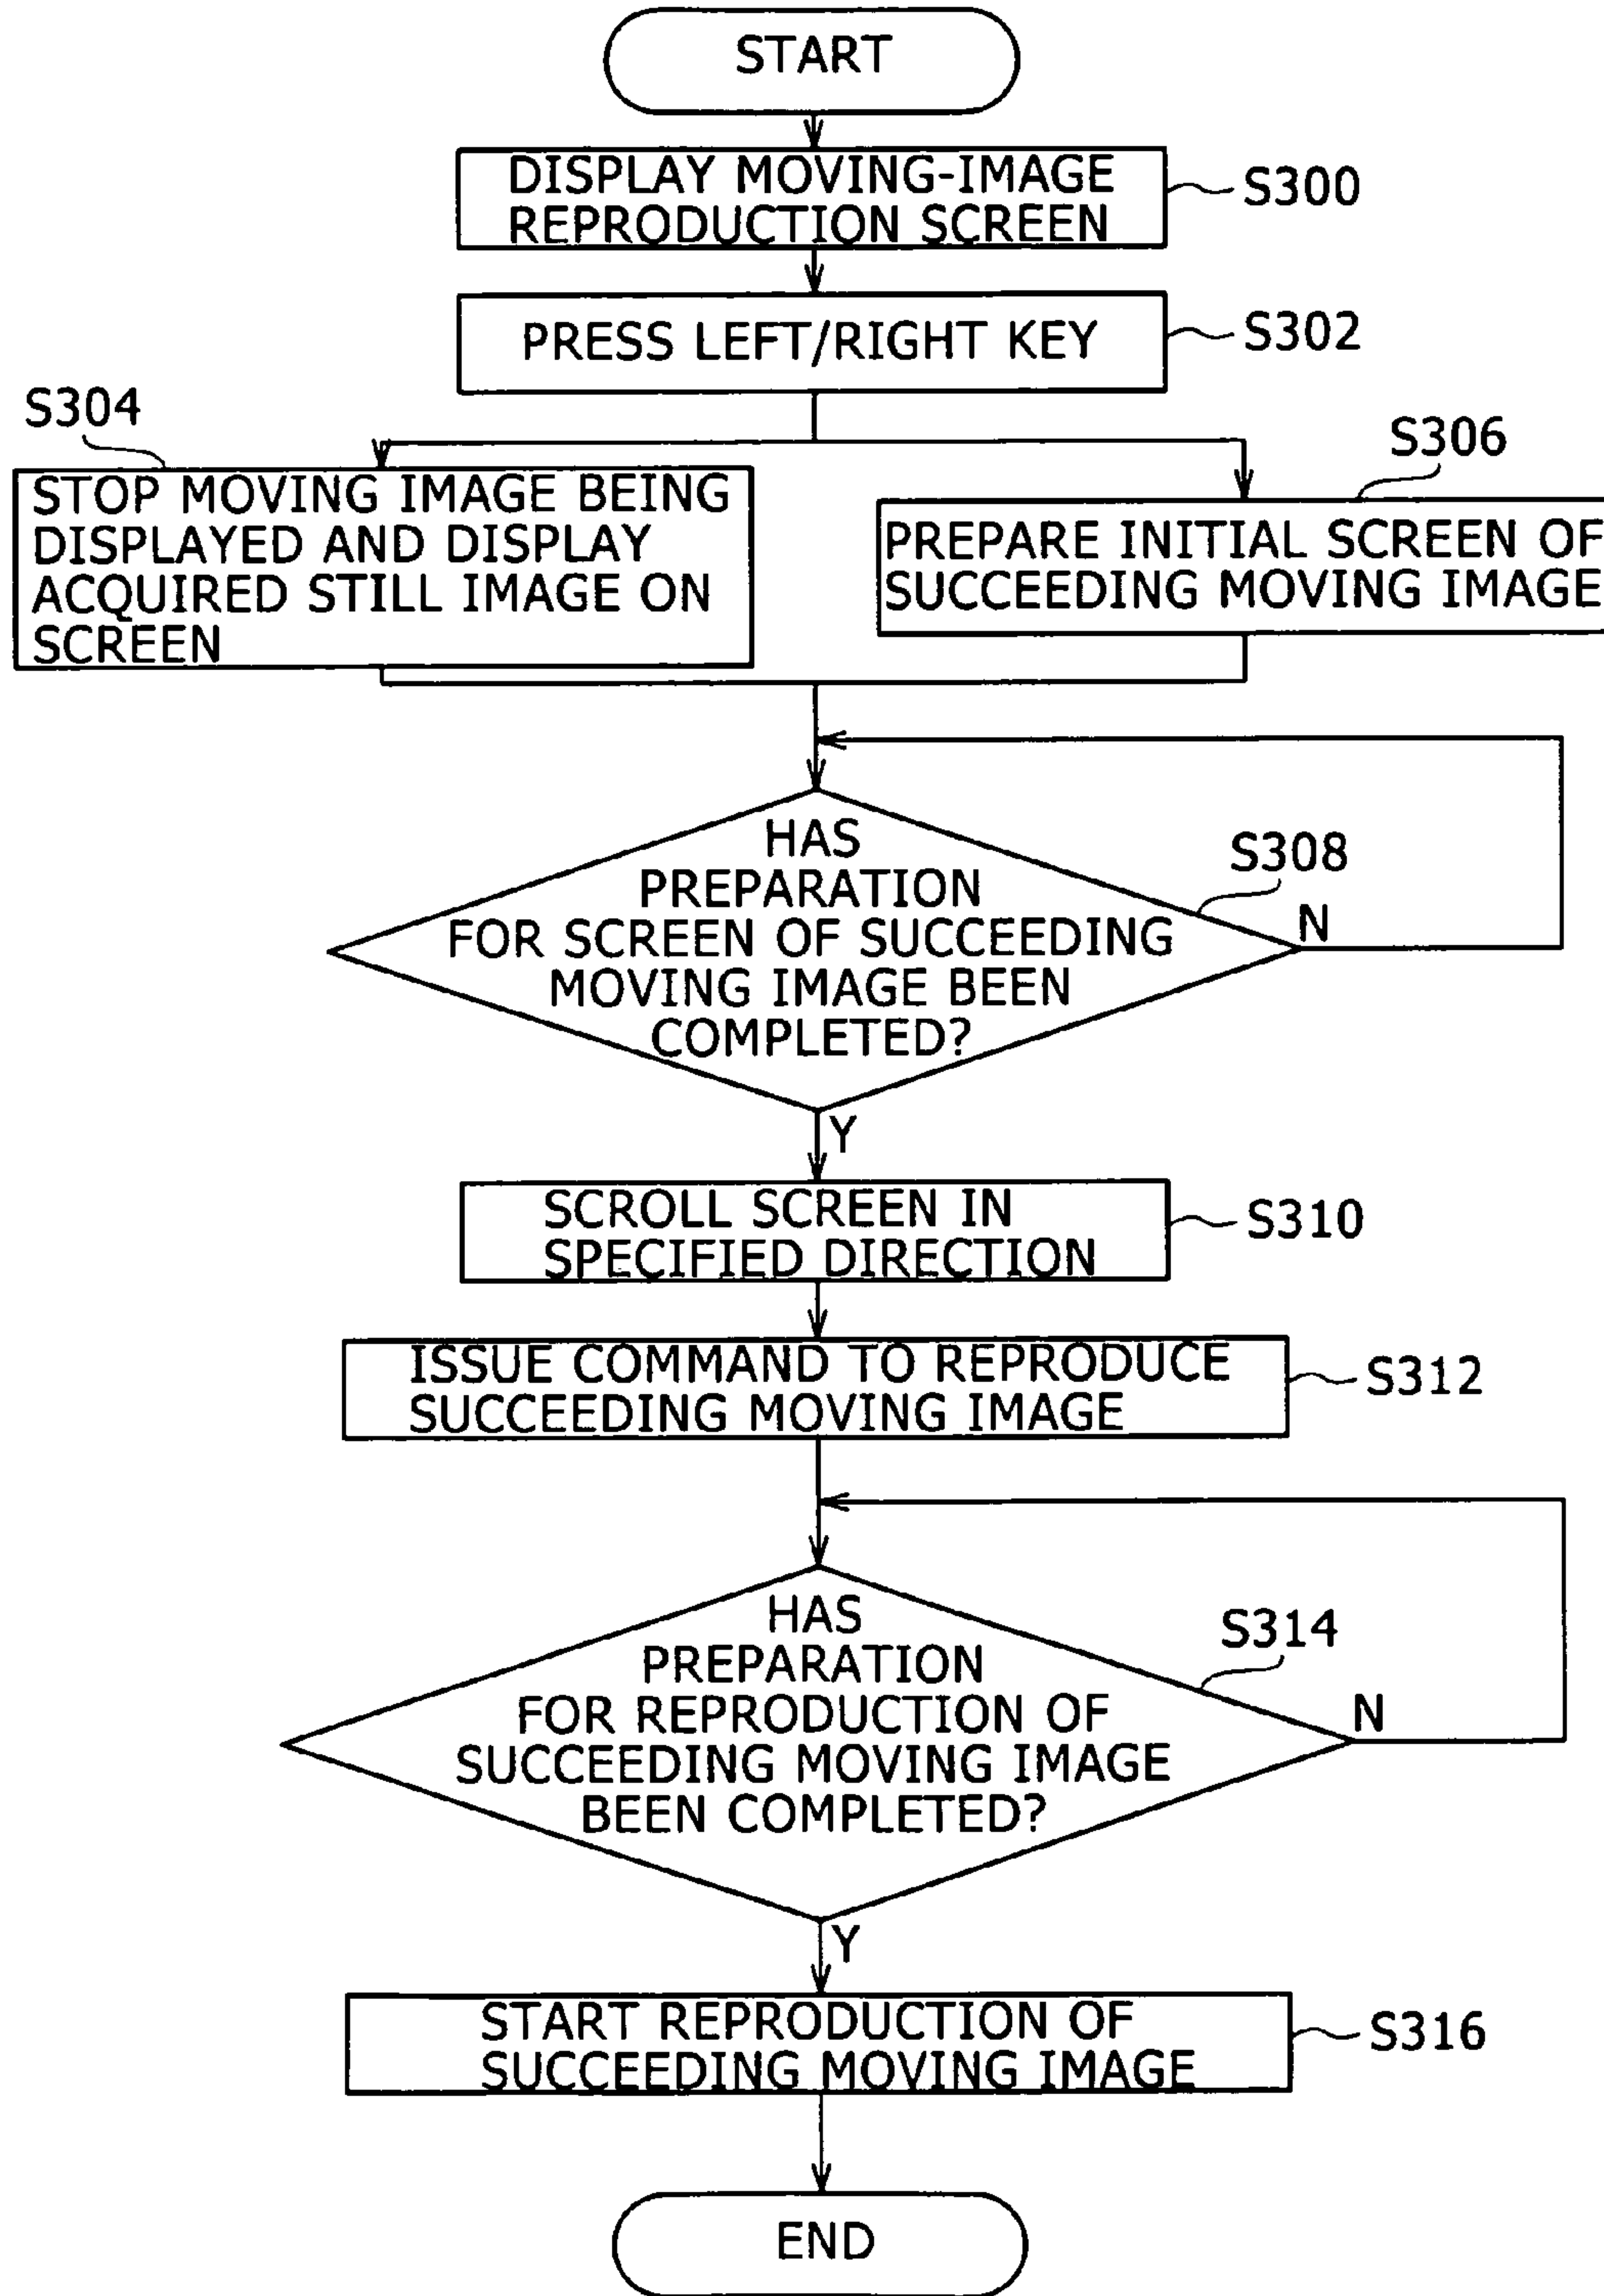 START
DISPLAY MOVING-IMAGE
REPRODUCTION SCREEN
S300
PRESS LEFT/RIGHT KEY
S302
S304
STOP MOVING IMAGE BEING
DISPLAYED AND DISPLAY
ACQUIRED STILL IMAGE ON
SCREEN
S306
PREPARE INITIAL SCREEN OF
SUCCEEDING MOVING IMAGE
HAS
PREPARATION
FOR SCREEN OF SUCCEEDING
MOVING IMAGE BEEN
COMPLETED?
S308
N
Y
SCROLL SCREEN IN
SPECIFIED DIRECTION
S310
ISSUE COMMAND TO REPRODUCE
SUCCEEDING MOVING IMAGE
S312
HAS
PREPARATION
FOR REPRODUCTION OF
SUCCEEDING MOVING IMAGE
BEEN COMPLETED?
S314
N
Y
START REPRODUCTION OF
SUCCEEDING MOVING IMAGE
S316
END